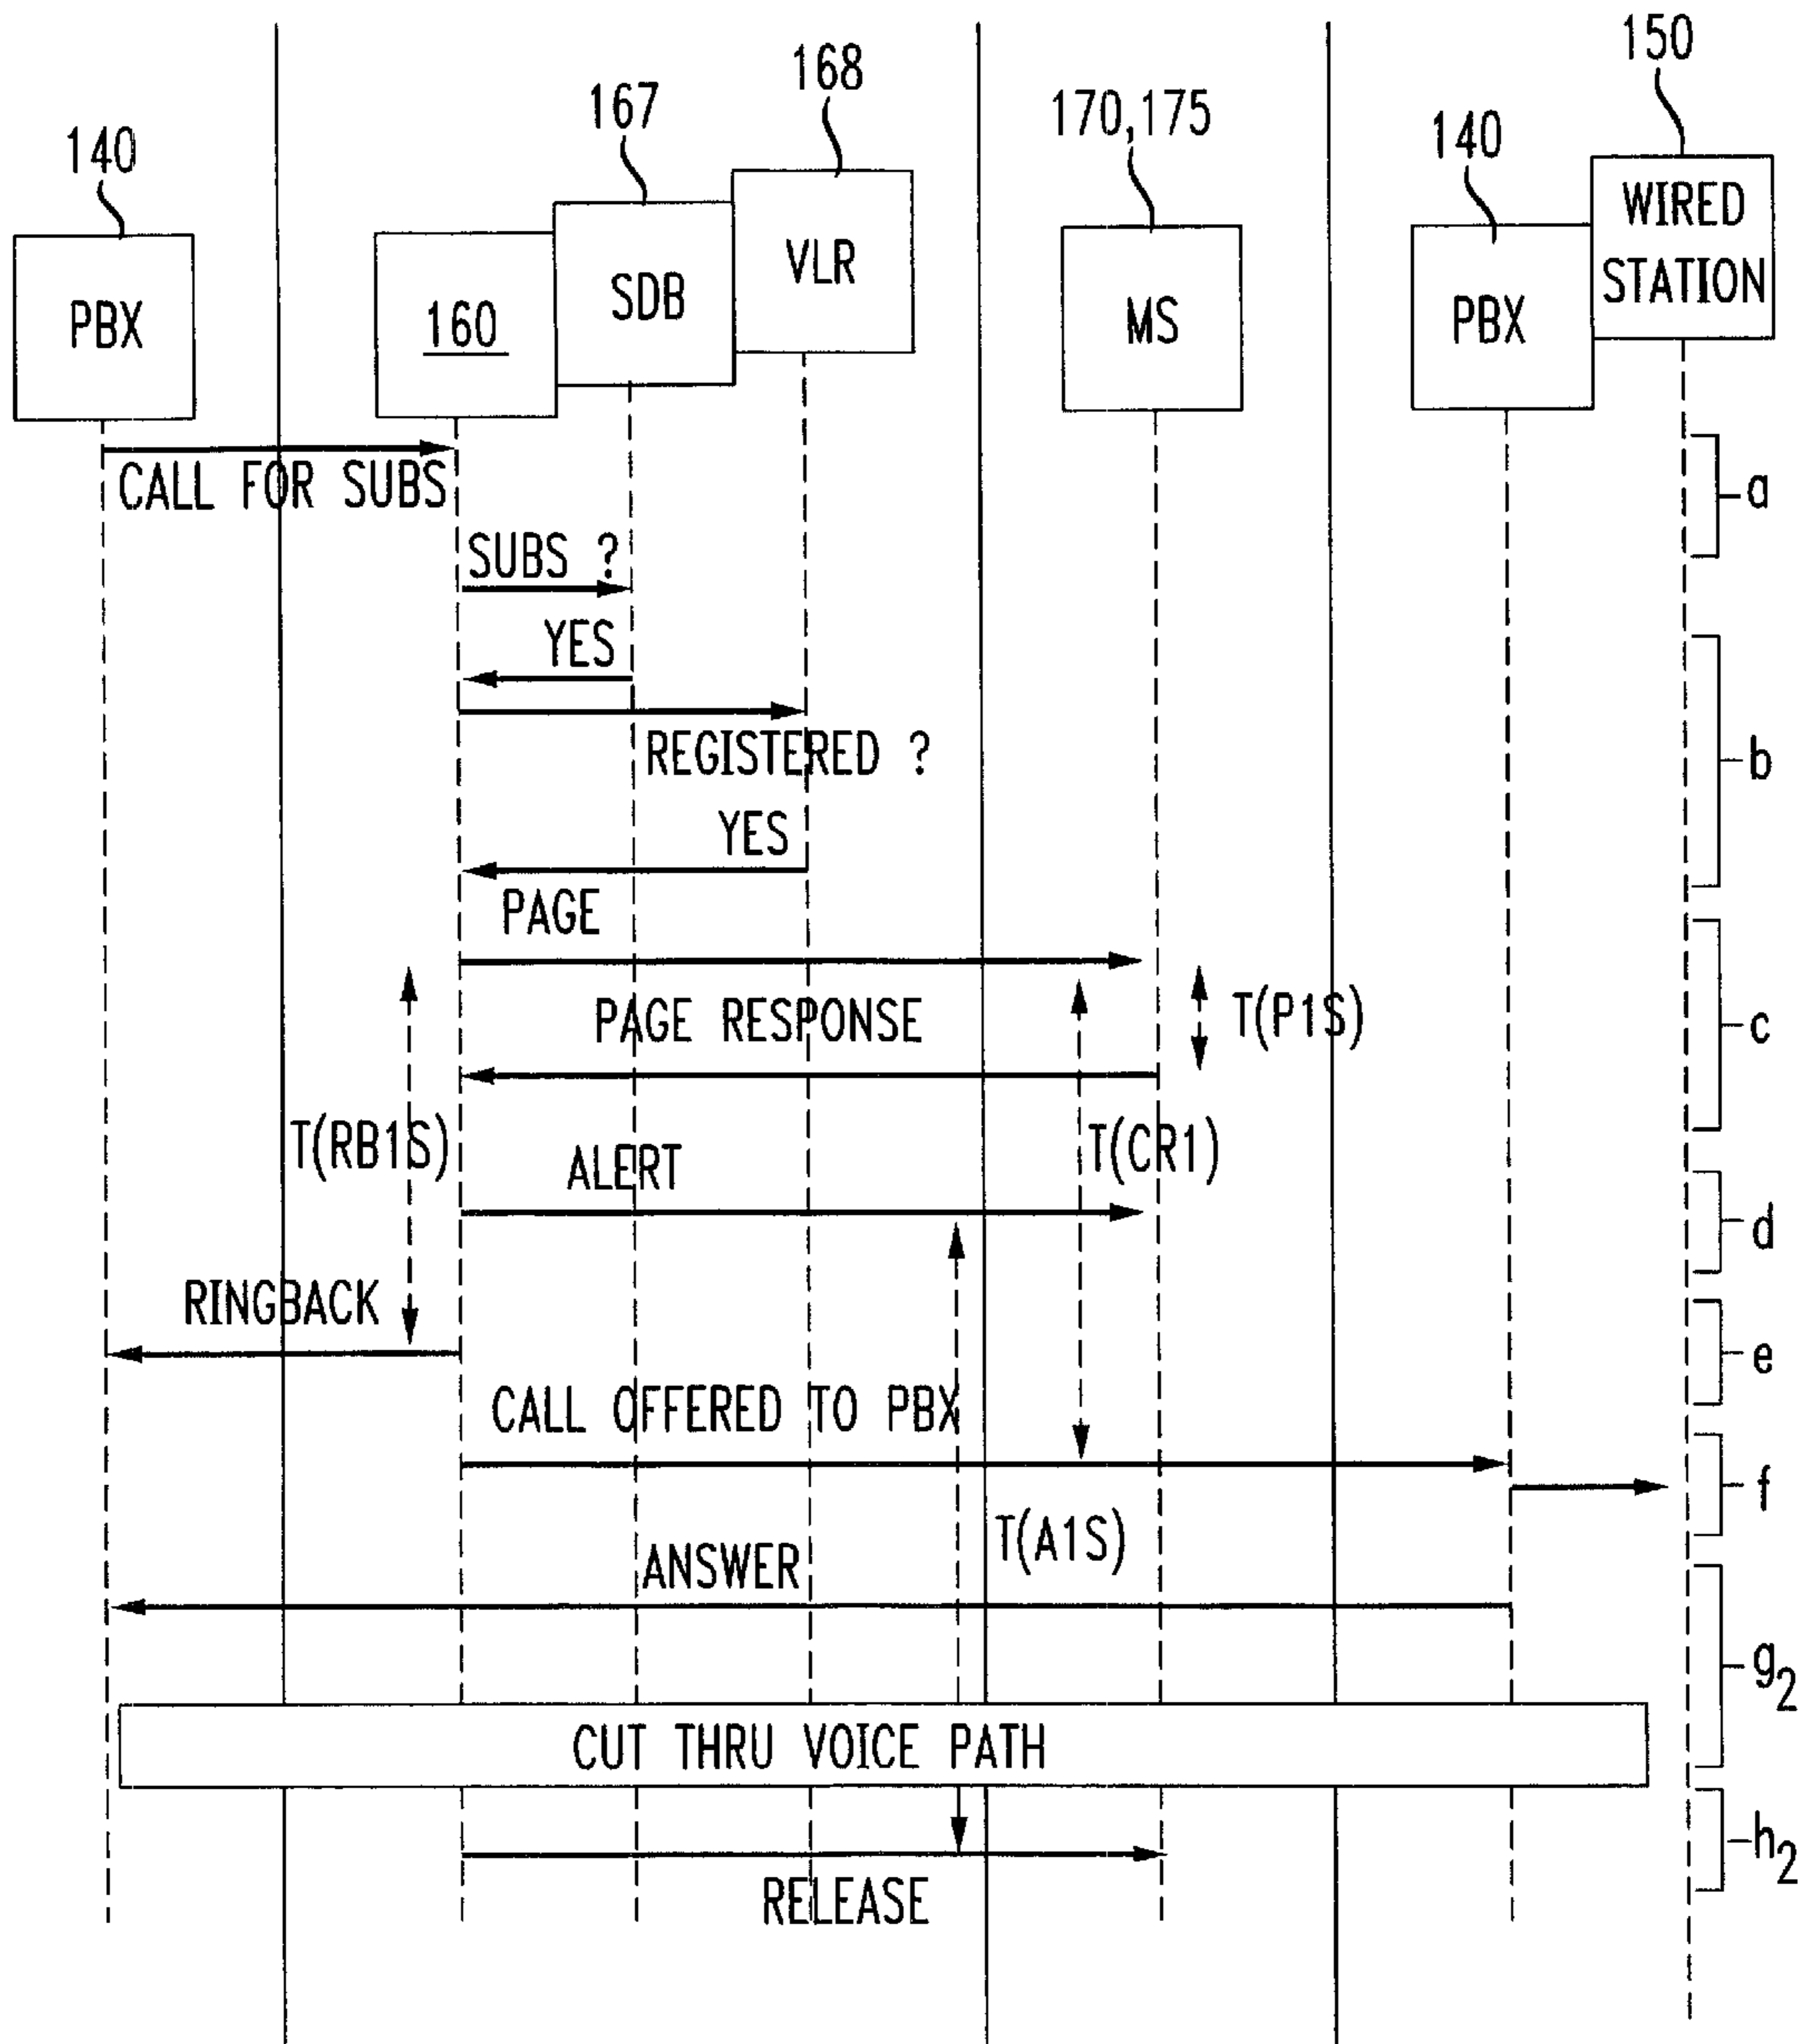 150
168
167
170,175
140
140
WIRED
STATION
VLR
SDB
PBX
160
MS
PBX
CALL FOR SUBS
a
SUBS ?
YES
REGISTERED ?
b
YES
PAGE
PAGE RESPONSE
T(P1S)
c
T(RB1S)
T(CR1)
ALERT
d
RINGBACK
e
CALL OFFERED TO PBX
f
T(A1S)
ANSWER
g2
CUT THRU VOICE PATH
h2
RELEASE